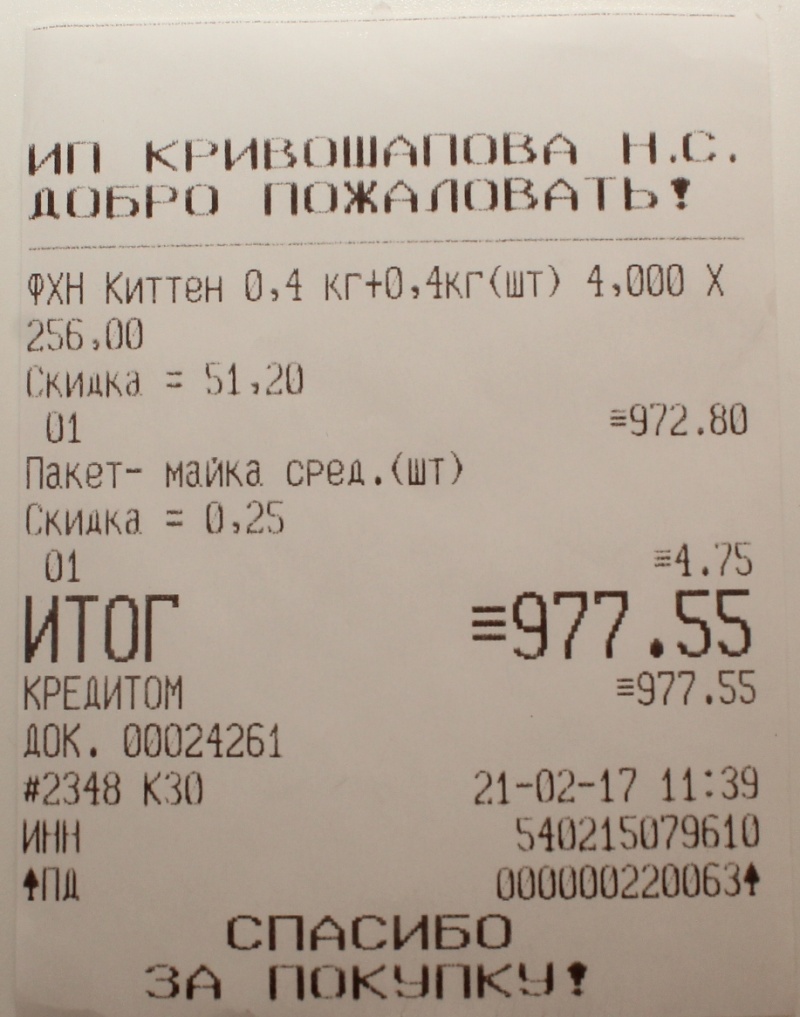 ИП КРИВОШАПОВА Н.С.
ДОБРО ПОЖАЛОВАТЬ!
ФХН Киттен 0,4 кг+0,4кг(шт) 4,000 X
256,00
Скидка = 51,20
01 ≡972.80
Пакет- майка сред.(шт)
Скидка = 0,25
01 ≡4.75
ИТОГ ≡977.55
КРЕДИТОМ ≡977.55
ДОК. 00024261
#2348 К30 21-02-17 11:39
ИНН 540215079610
↑ПД 000000220063↑
СПАСИБО
ЗА ПОКУПКУ!